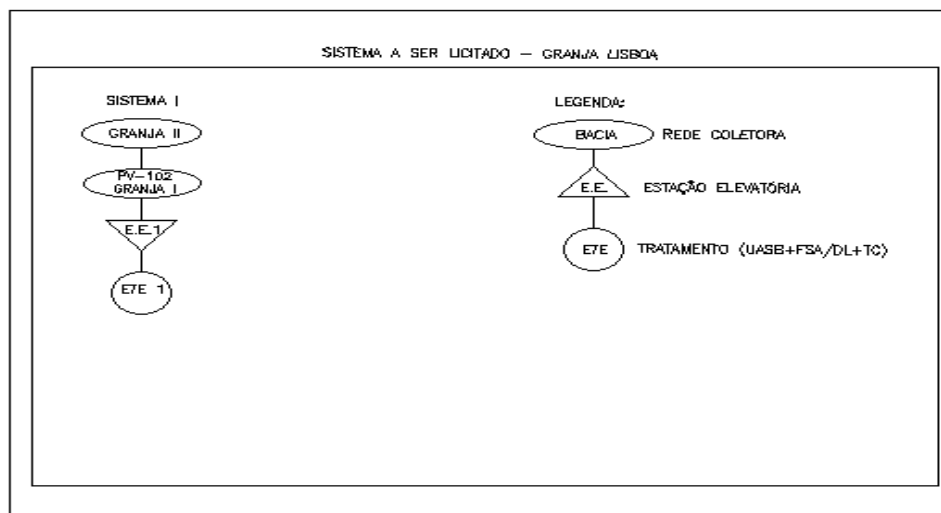 SISTEMA A SER LICITADO – GRANJA LISBOA
SISTEMA I
GRANJA II
PV-102
GRANJA I
E.E.1
ETE 1
LEGENDA:
BACIA REDE COLETORA
E.E. ESTAÇÃO ELEVATÓRIA
ETE TRATAMENTO (UASB+FSA/DL+TC)